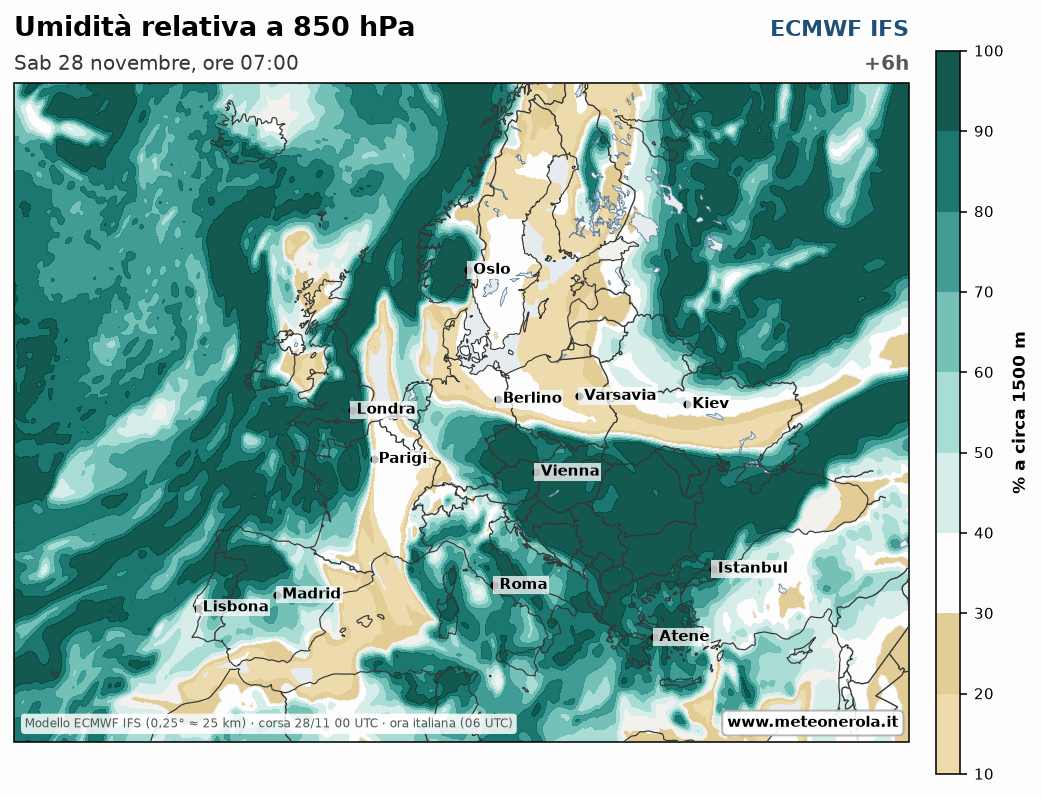 Umidità relativa a 850 hPa
ECMWF IFS
Sab 28 novembre, ore 07:00
+6h
100
90
80
70
60
50
40
30
20
10
% a circa 1500 m
Oslo
Berlino
Varsavia
Kiev
Londra
Parigi
Vienna
Istanbul
Roma
Madrid
Lisbona
Atene
Modello ECMWF IFS (0,25° ≈ 25 km) · corsa 28/11 00 UTC · ora italiana (06 UTC)
www.meteonerola.it